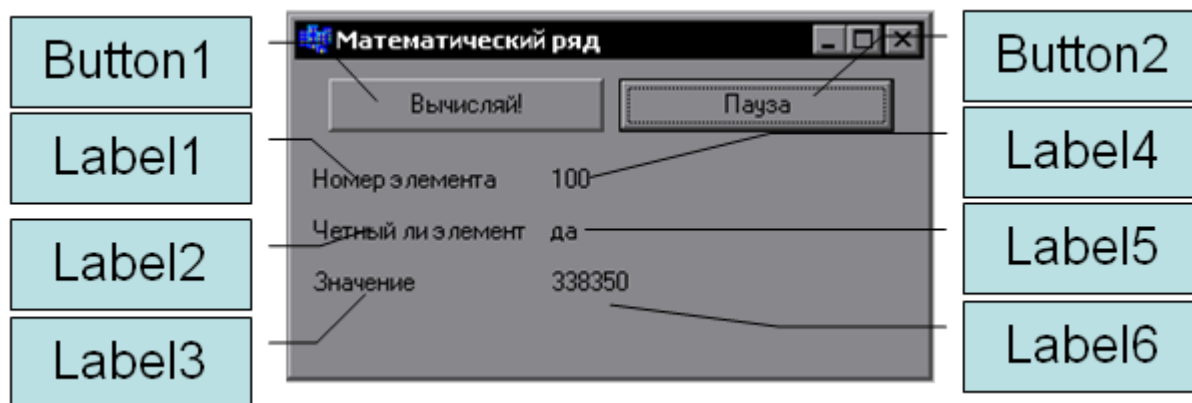 Button1
Label1
Label2
Label3
Математический ряд
Вычисляй!
Пауза
Номер элемента 100
Четный ли элемент да
Значение 338350
Button2
Label4
Label5
Label6